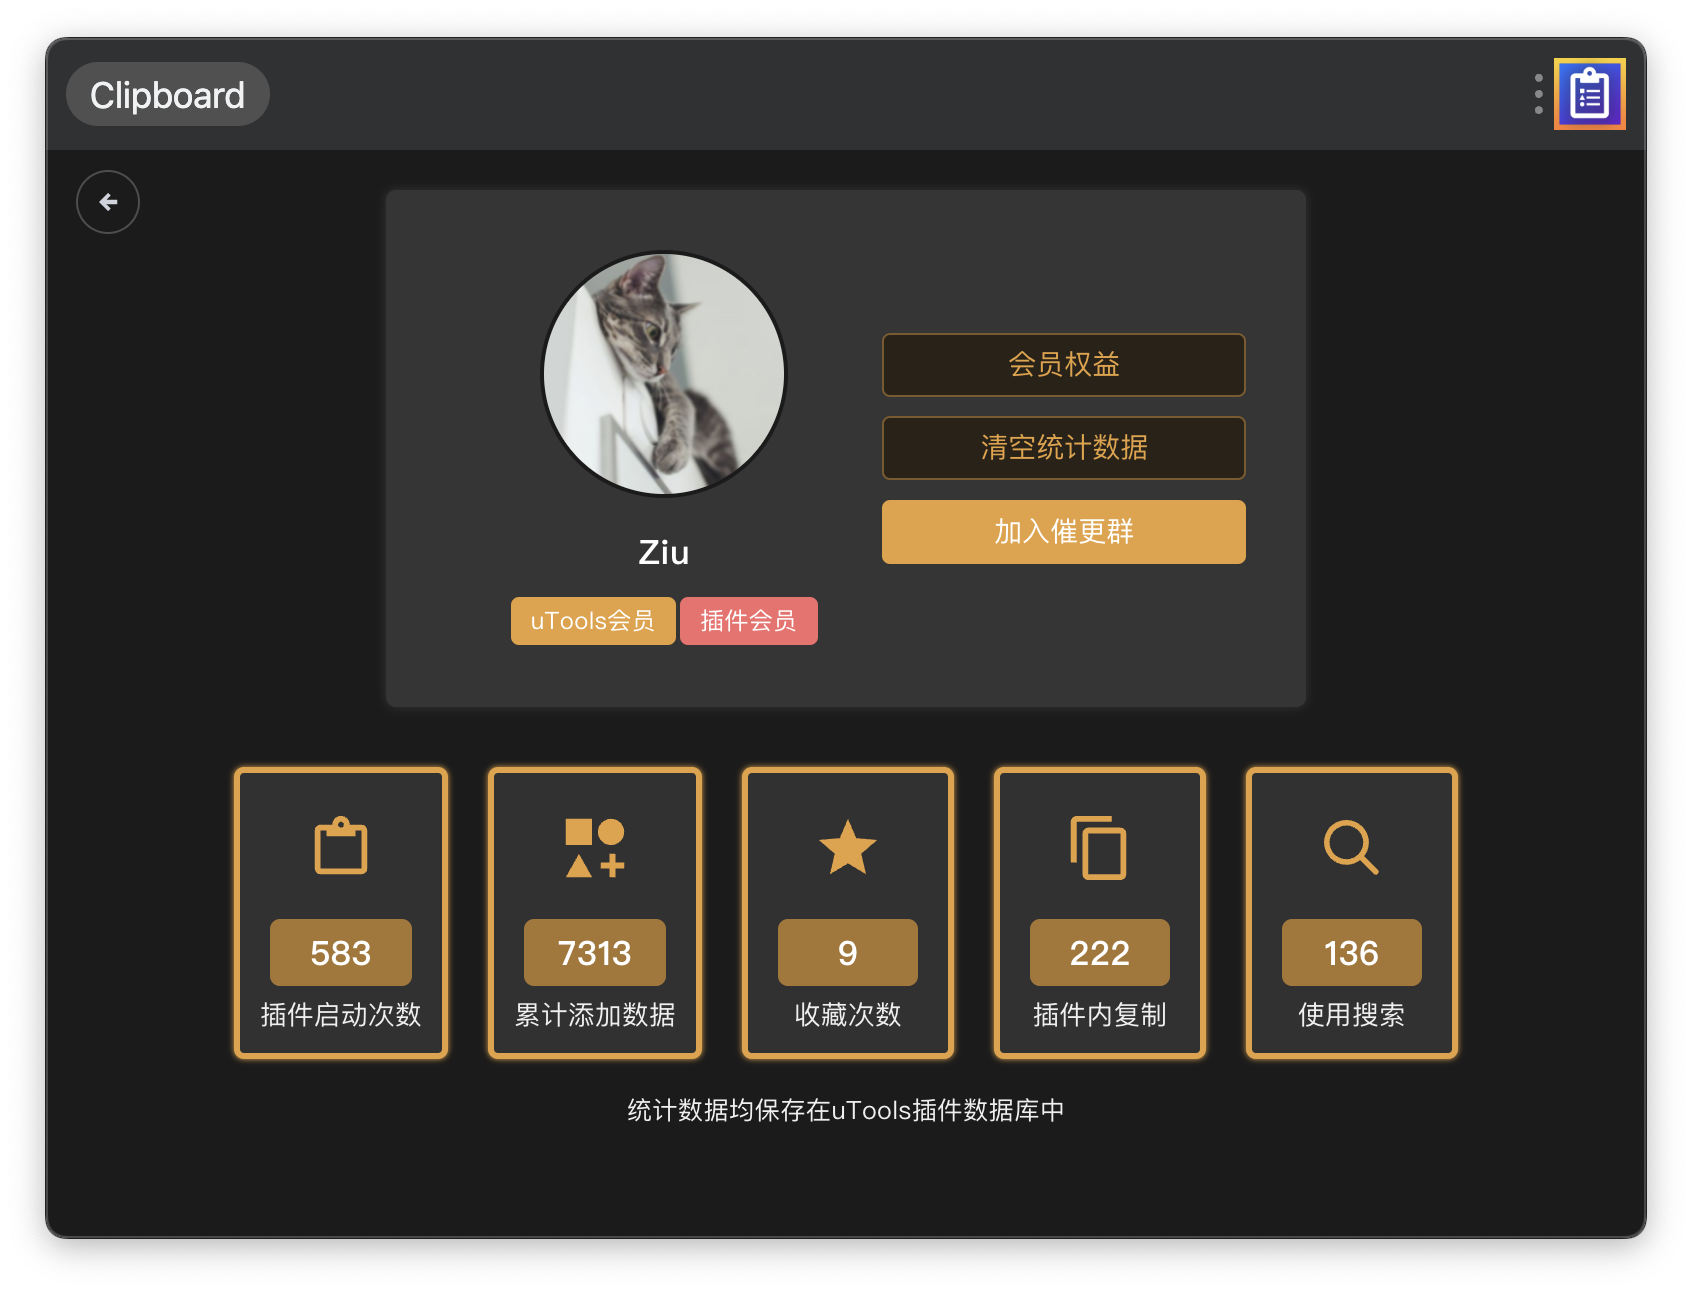 Clipboard
会员权益
清空统计数据
加入催更群
Ziu
uTools会员
插件会员
583
插件启动次数
7313
累计添加数据
9
收藏次数
222
插件内复制
136
使用搜索
统计数据均保存在uTools插件数据库中